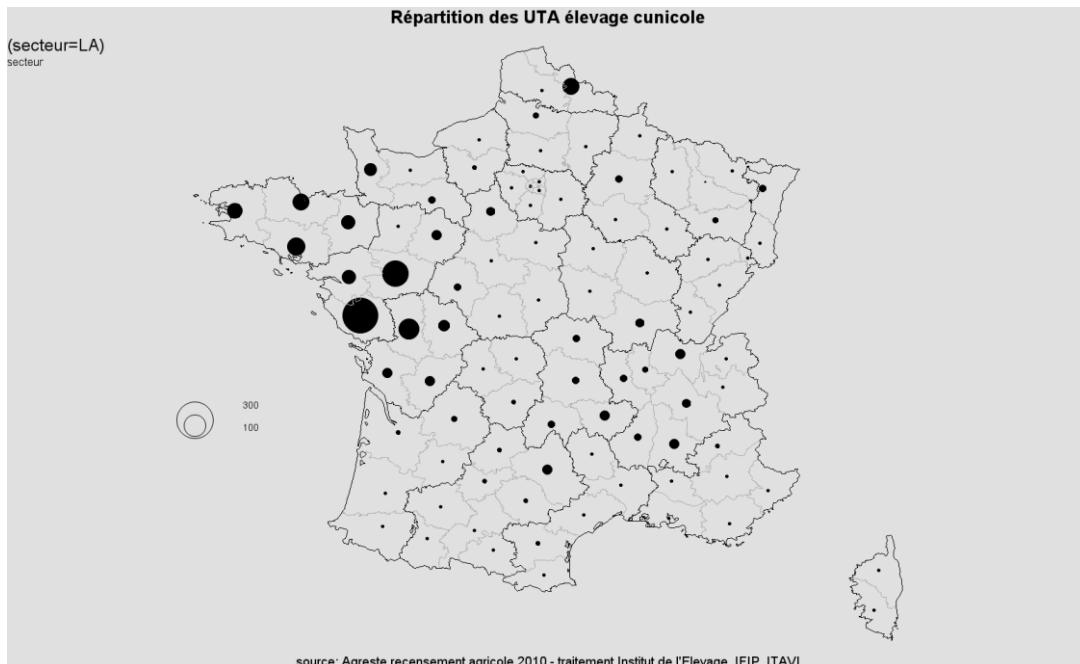 Répartition des UTA élevage cunicole
(secteur=LA)
secteur
300
100
source: Agreste recensement agricole 2010 - traitement Institut de l'Elevage, IFIP, ITAVI